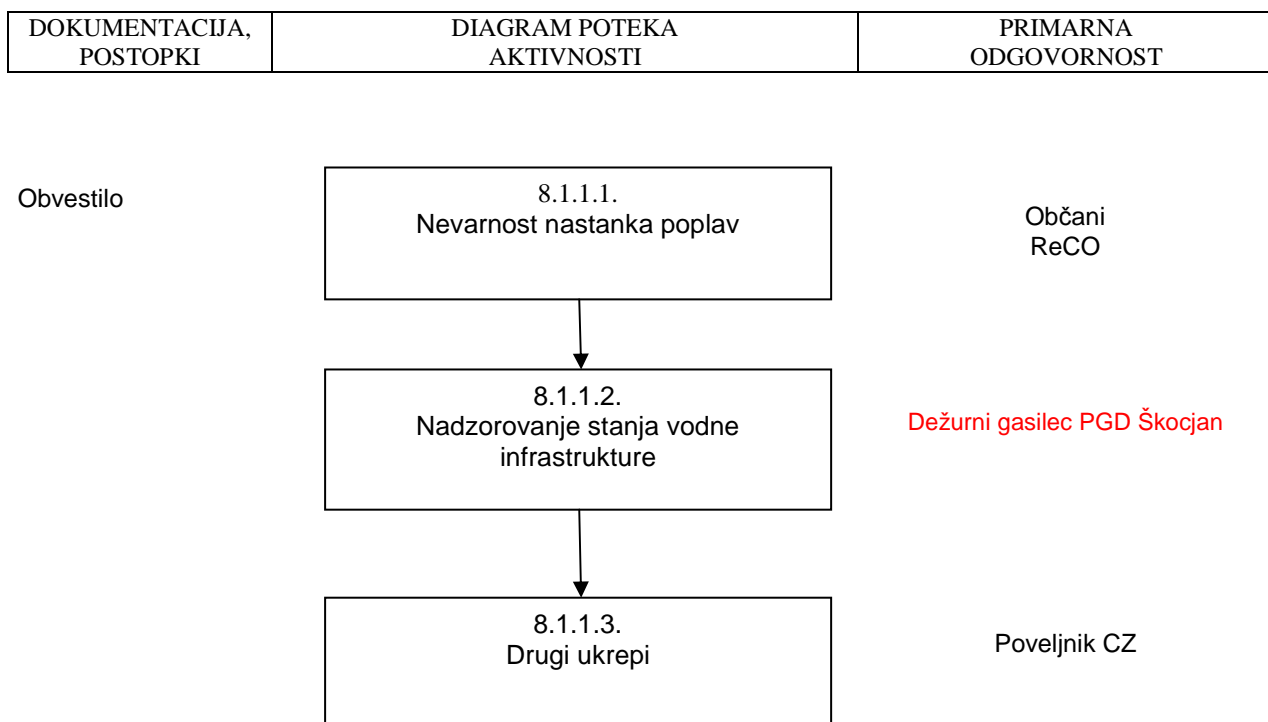 DOKUMENTACIJA,
POSTOPKI
DIAGRAM POTEKA
AKTIVNOSTI
PRIMARNA
ODGOVORNOST
Obvestilo
8.1.1.1.
Nevarnost nastanka poplav
Občani
ReCO
8.1.1.2.
Nadzorovanje stanja vodne
infrastrukture
Dežurni gasilec PGD Škocjan
8.1.1.3.
Drugi ukrepi
Poveljnik CZ